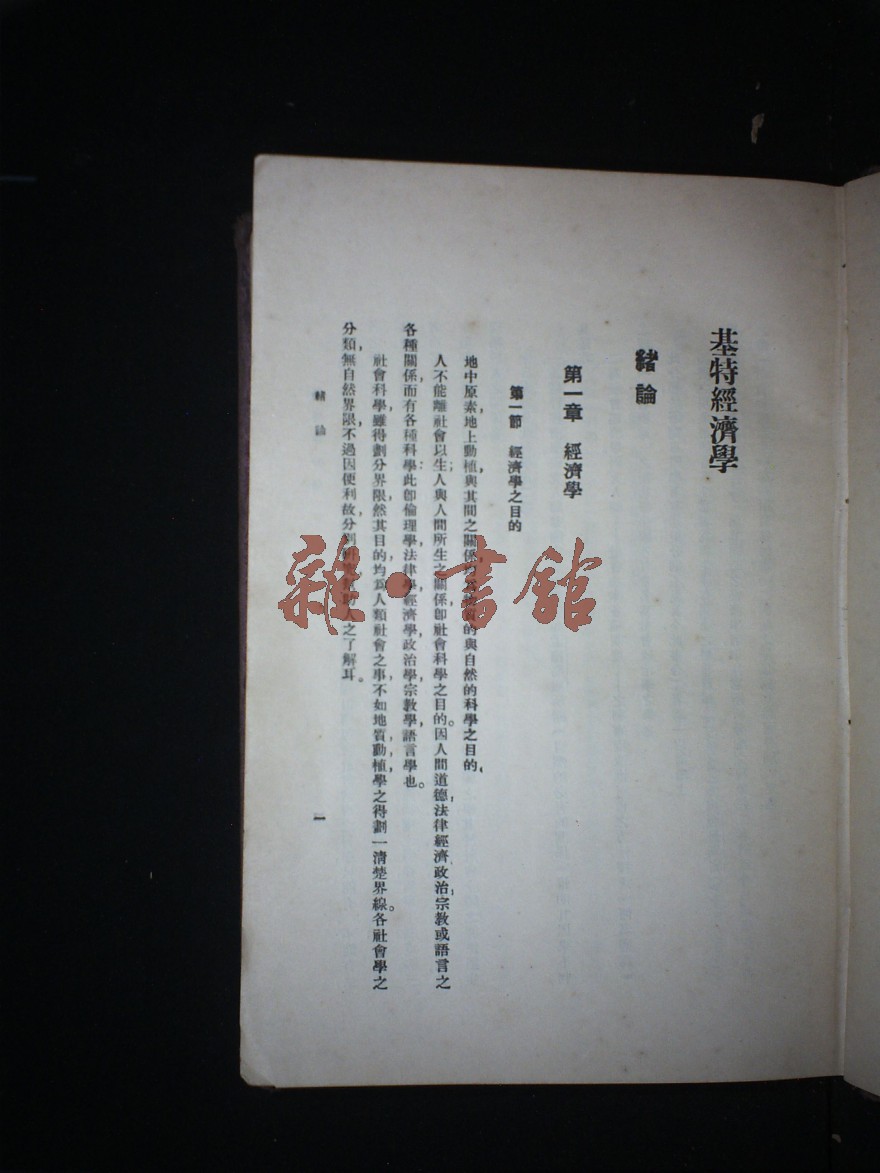 基特經濟學
緒論
第一章 經濟學
第一節 經濟學之目的
地中原素,地上動植,與其間之關係,均為物質的與自然的科學之目的,
人不能離社會以生;人與人間所生之關係,卽社會科學之目的。因人間道德,法律經濟政治,宗教或語言之
各種關係,而有各種科學:此卽倫理學,法律學,經濟學,政治學,宗教學,語言學也。
社會科學,雖得劃分界限,然其目的,均爲人類社會之事,不如地質,動植學之得劃一清楚界線。各社會學之
分類,無自然界限,不過因便利故,分別
之了解耳。
緒論
一
雜·書館